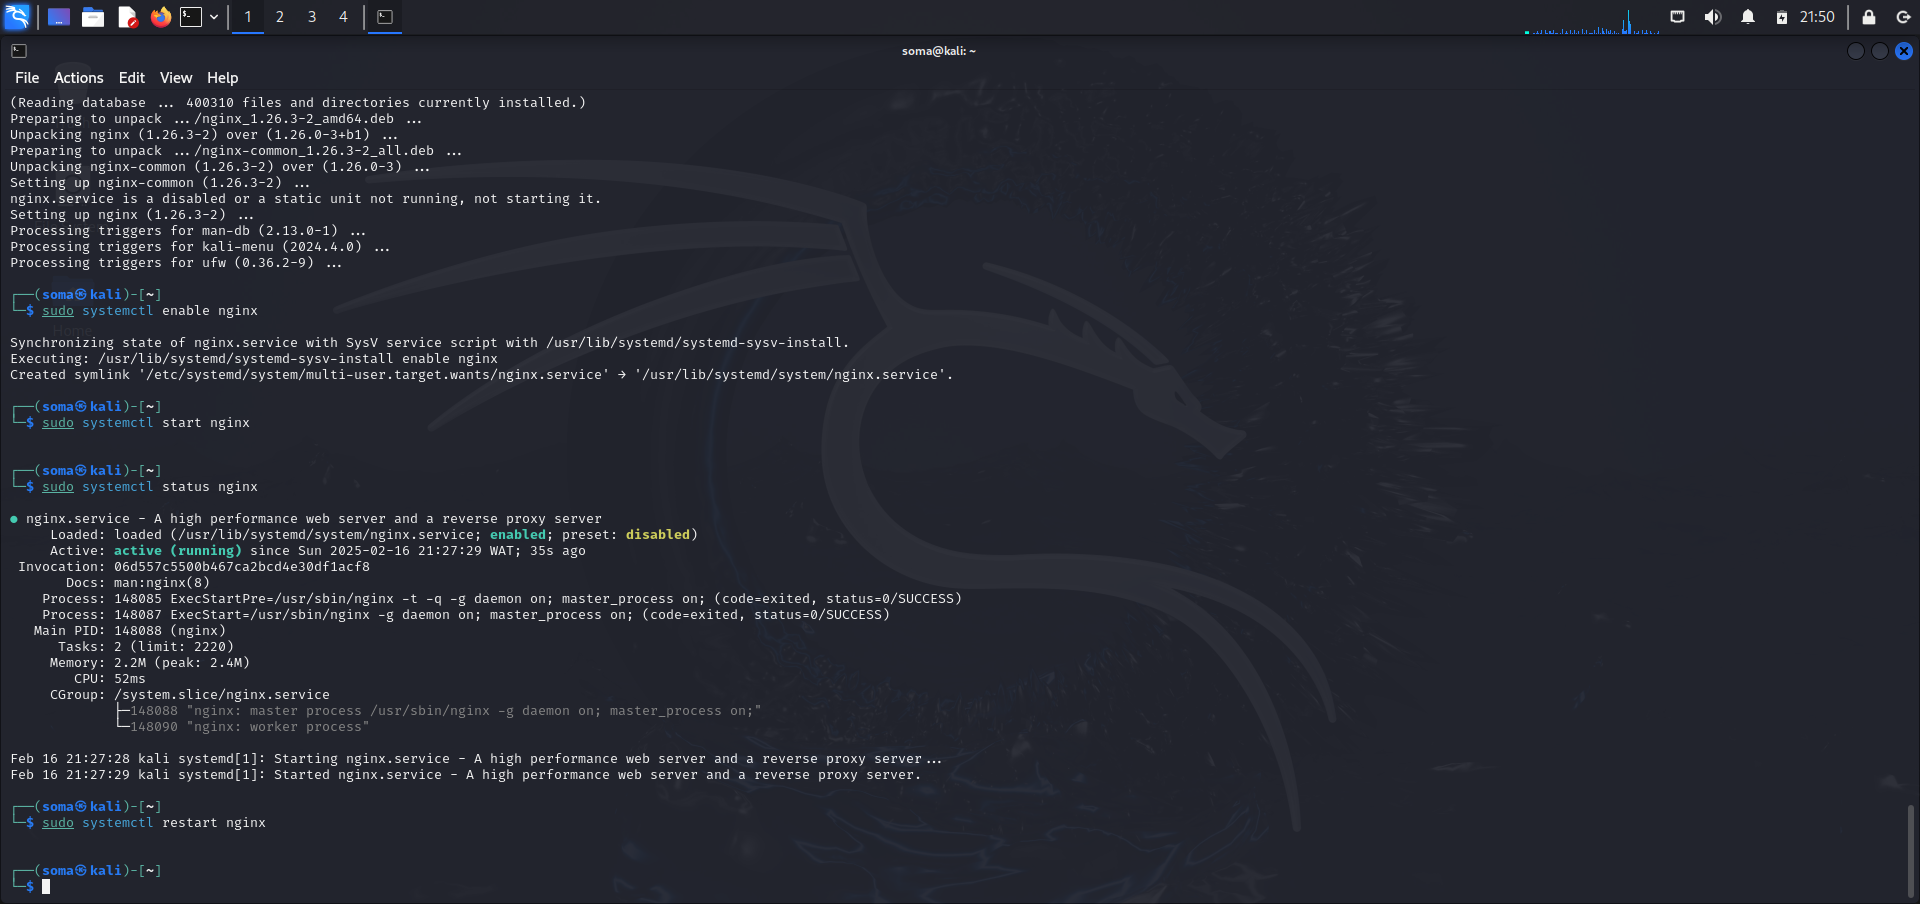 1 2 3 4
21:50
soma@kali: ~
File Actions Edit View Help
(Reading database ... 400310 files and directories currently installed.)
Preparing to unpack .../nginx_1.26.3-2_amd64.deb ...
Unpacking nginx (1.26.3-2) over (1.26.0-3+b1) ...
Preparing to unpack .../nginx-common_1.26.3-2_all.deb ...
Unpacking nginx-common (1.26.3-2) over (1.26.0-3) ...
Setting up nginx-common (1.26.3-2) ...
nginx.service is a disabled or a static unit not running, not starting it.
Setting up nginx (1.26.3-2) ...
Processing triggers for man-db (2.13.0-1) ...
Processing triggers for kali-menu (2024.4.0) ...
Processing triggers for ufw (0.36.2-9) ...
┌──(soma㉿kali)-[~]
└─$ sudo systemctl enable nginx
Home
Synchronizing state of nginx.service with SysV service script with /usr/lib/systemd/systemd-sysv-install.
Executing: /usr/lib/systemd/systemd-sysv-install enable nginx
Created symlink '/etc/systemd/system/multi-user.target.wants/nginx.service' → '/usr/lib/systemd/system/nginx.service'.
┌──(soma㉿kali)-[~]
└─$ sudo systemctl start nginx
┌──(soma㉿kali)-[~]
└─$ sudo systemctl status nginx
● nginx.service - A high performance web server and a reverse proxy server
Loaded: loaded (/usr/lib/systemd/system/nginx.service; enabled; preset: disabled)
Active: active (running) since Sun 2025-02-16 21:27:29 WAT; 35s ago
Invocation: 06d557c5500b467ca2bcd4e30df1acf8
Docs: man:nginx(8)
Process: 148085 ExecStartPre=/usr/sbin/nginx -t -q -g daemon on; master_process on; (code=exited, status=0/SUCCESS)
Process: 148087 ExecStart=/usr/sbin/nginx -g daemon on; master_process on; (code=exited, status=0/SUCCESS)
Main PID: 148088 (nginx)
Tasks: 2 (limit: 2220)
Memory: 2.2M (peak: 2.4M)
CPU: 52ms
CGroup: /system.slice/nginx.service
├─148088 "nginx: master process /usr/sbin/nginx -g daemon on; master_process on;"
└─148090 "nginx: worker process"
Feb 16 21:27:28 kali systemd[1]: Starting nginx.service - A high performance web server and a reverse proxy server...
Feb 16 21:27:29 kali systemd[1]: Started nginx.service - A high performance web server and a reverse proxy server.
┌──(soma㉿kali)-[~]
└─$ sudo systemctl restart nginx
┌──(soma㉿kali)-[~]
└─$